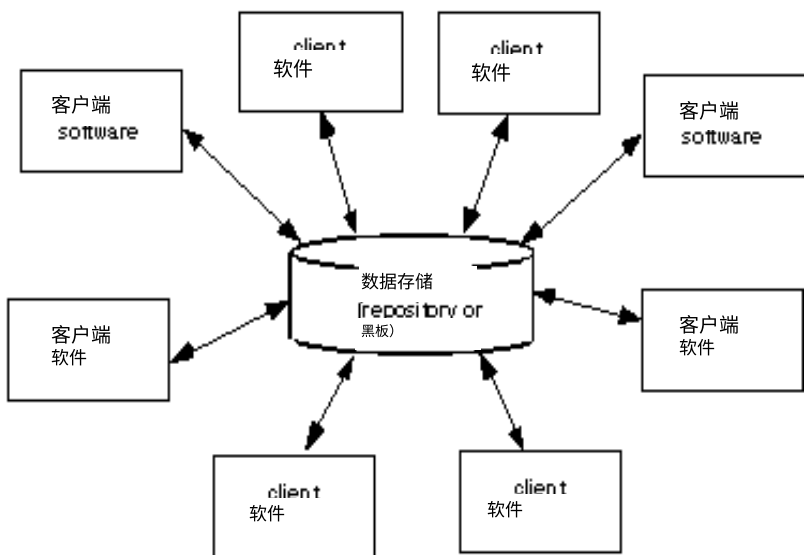 client
软件
client
软件
客户端
software
客户端
software
数据存储
(repository or
黑板)
客户端
软件
客户端
软件
client
软件
client
软件